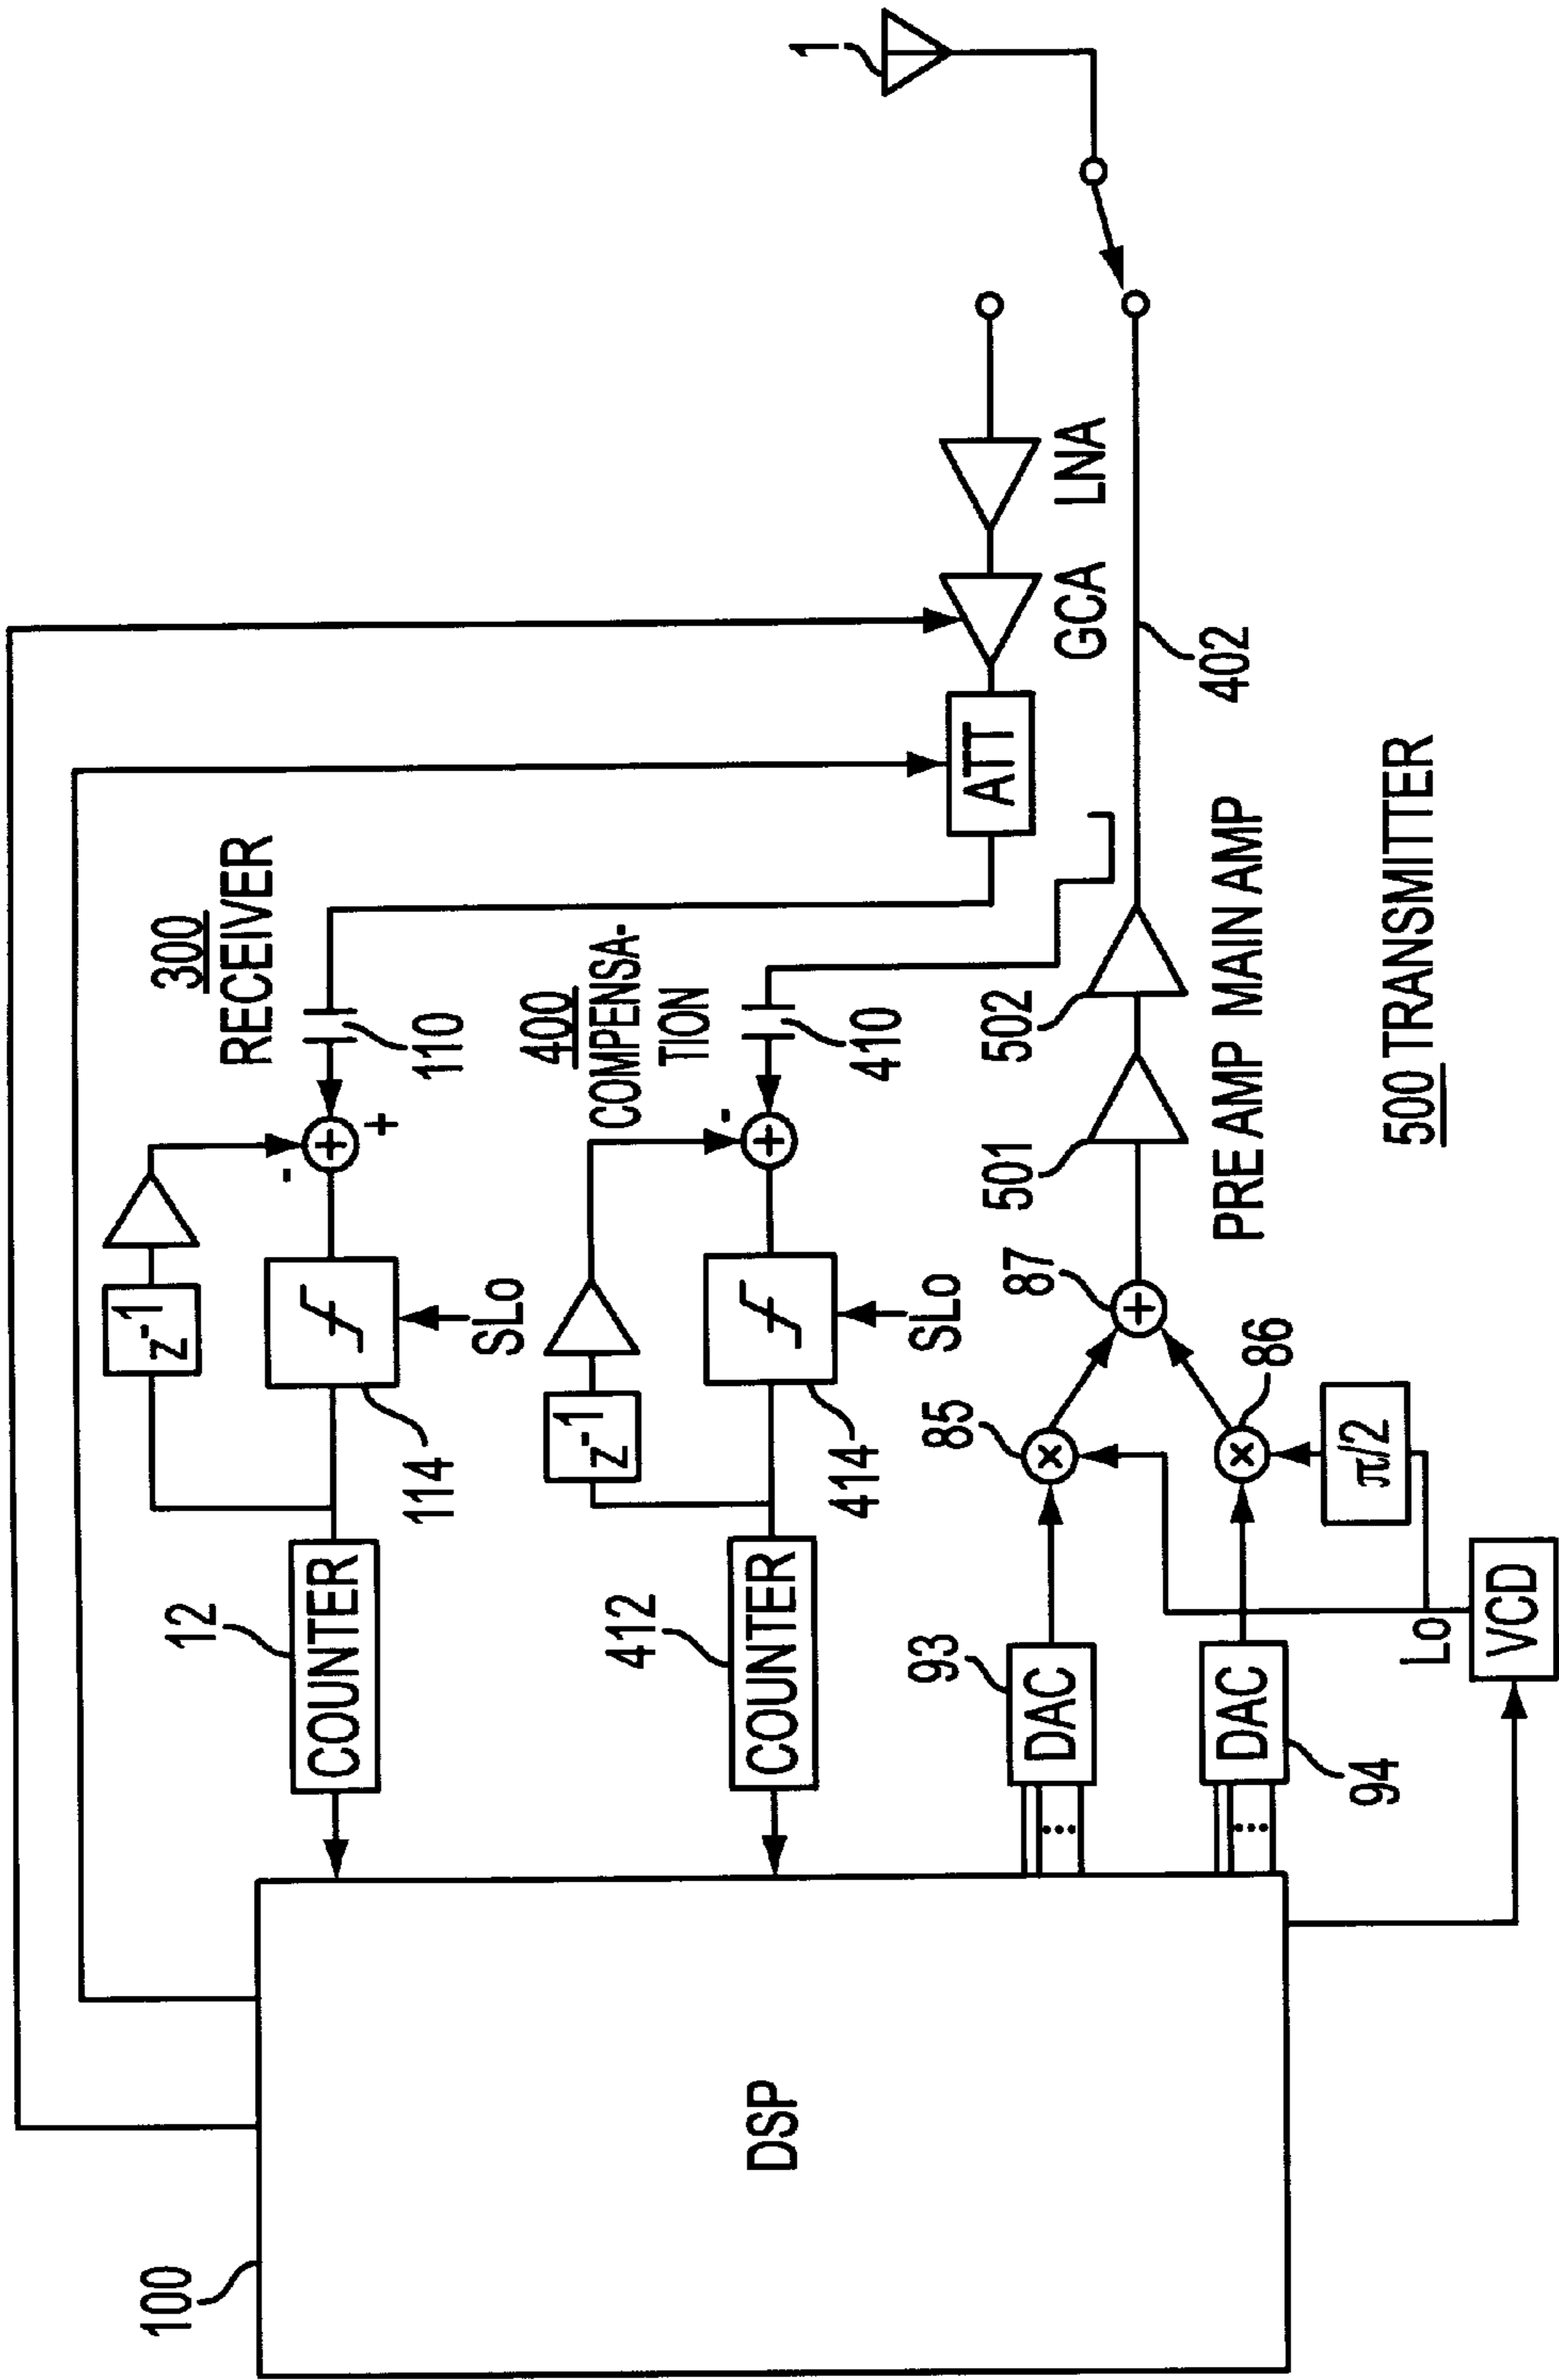 100
12
z⁻¹
300
RECEIVER
-
+
+
COUNTER
114
110
SLo
400
COMPENSA-
TION
z⁻¹
412
-
+
DSP
COUNTER
414
410
SLo
1
93
85
×
87
+
501
502
ATT
GCA
LNA
DAC
402
PRE AMP
MAIN AMP
DAC
×
86
94
π/2
500 TRANSMITTER
Lo
VCD